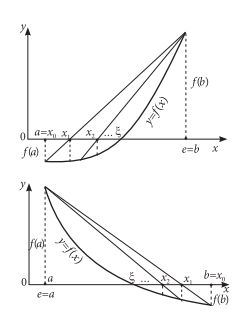 y
f(b)
y=f(x)
0 a=x₀ x₁ x₂ ... ξ x
f(a) e=b
y
f(a) y=f(x)
ξ ... x₂ x₁ b=x₀
0 a x
e=a f(b)